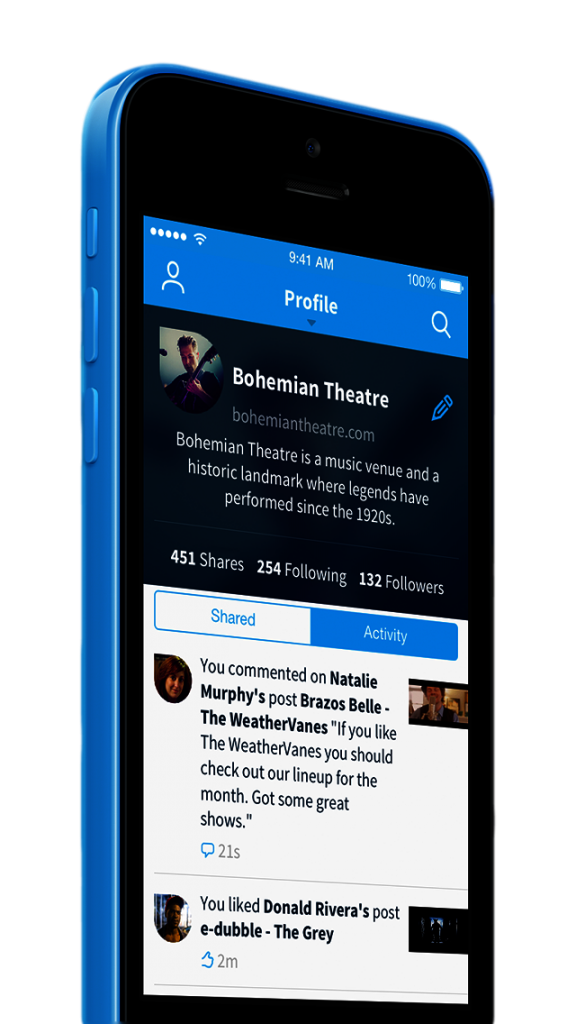 9:41 AM
100%
Profile
Bohemian Theatre
bohemiantheatre.com
Bohemian Theatre is a music venue and a
historic landmark where legends have
performed since the 1920s.
451 Shares 254 Following 132 Followers
Shared Activity
You commented on Natalie
Murphy's post Brazos Belle -
The WeatherVanes "If you like
The WeatherVanes you should
check out our lineup for the
month. Got some great
shows."
21s
You liked Donald Rivera's post
e-dubble - The Grey
2m